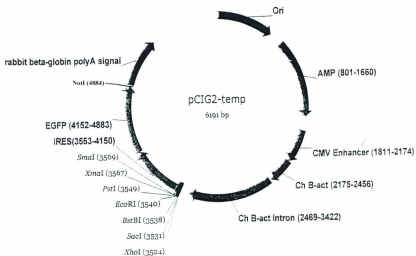 Ori
rabbit beta-globin polyA signal
NotI (4884)
AMP (801-1660)
pCIG2-temp
6191 bp
EGFP (4152-4883)
IRES(3553-4150)
CMV Enhancer (1811-2174)
SmaI (3569)
XmaI (3567)
Ch B-act (2175-2456)
PstI (3549)
EcoRI (3540)
Ch B-act Intron (2469-3422)
BstBI (3538)
SacI (3531)
XhoI (3524)